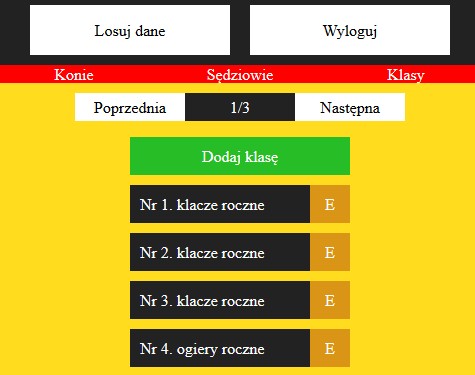 Losuj dane Wyloguj
Konie Sędziowie Klasy
Poprzednia 1/3 Następna
Dodaj klasę
Nr 1. klacze roczne E
Nr 2. klacze roczne E
Nr 3. klacze roczne E
Nr 4. ogiery roczne E